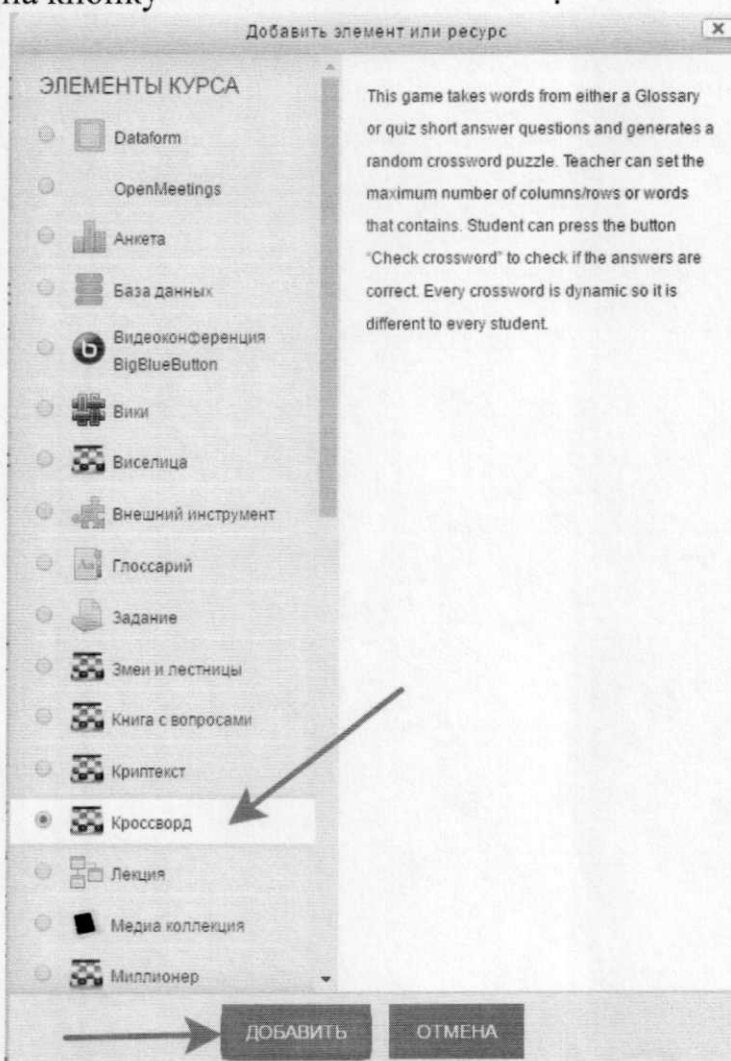 на кнопку
Добавить элемент или ресурс
ЭЛЕМЕНТЫ КУРСА
Dataform
OpenMeetings
Анкета
База данных
Видеоконференция
BigBlueButton
Вики
Виселица
Внешний инструмент
Глоссарий
Задание
Змеи и лестницы
Книга с вопросами
Криптекст
Кроссворд
Лекция
Медиа коллекция
Миллионер
This game takes words from either a Glossary
or quiz short answer questions and generates a
random crossword puzzle. Teacher can set the
maximum number of columns/rows or words
that contains. Student can press the button
"Check crossword" to check if the answers are
correct. Every crossword is dynamic so it is
different to every student.
ДОБАВИТЬ
ОТМЕНА